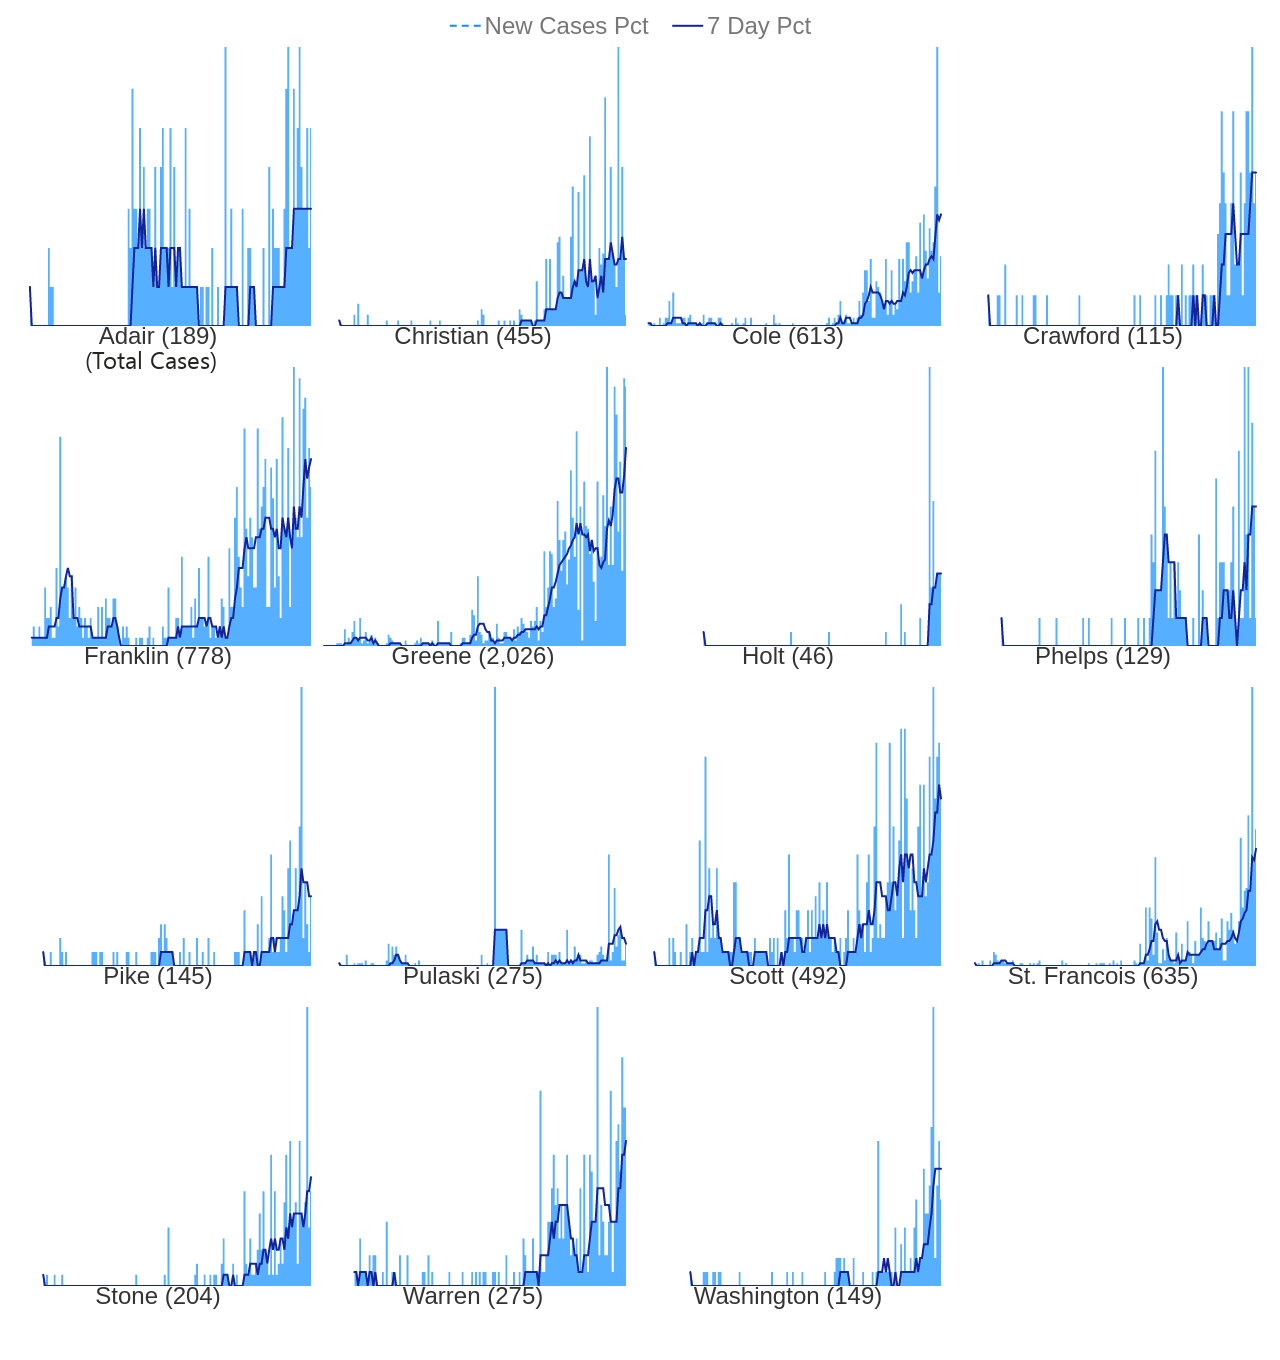 New Cases Pct 7 Day Pct
Adair (189) Christian (455) Cole (613) Crawford (115)
(Total Cases)
Franklin (778) Greene (2,026) Holt (46) Phelps (129)
Pike (145) Pulaski (275) Scott (492) St. Francois (635)
Stone (204) Warren (275) Washington (149)